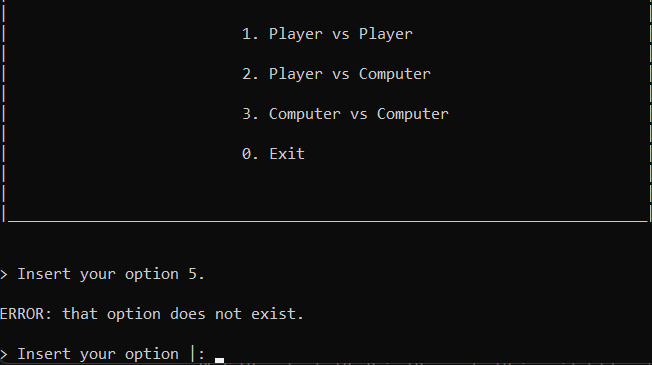 1. Player vs Player
2. Player vs Computer
3. Computer vs Computer
0. Exit
> Insert your option 5.
ERROR: that option does not exist.
> Insert your option |: